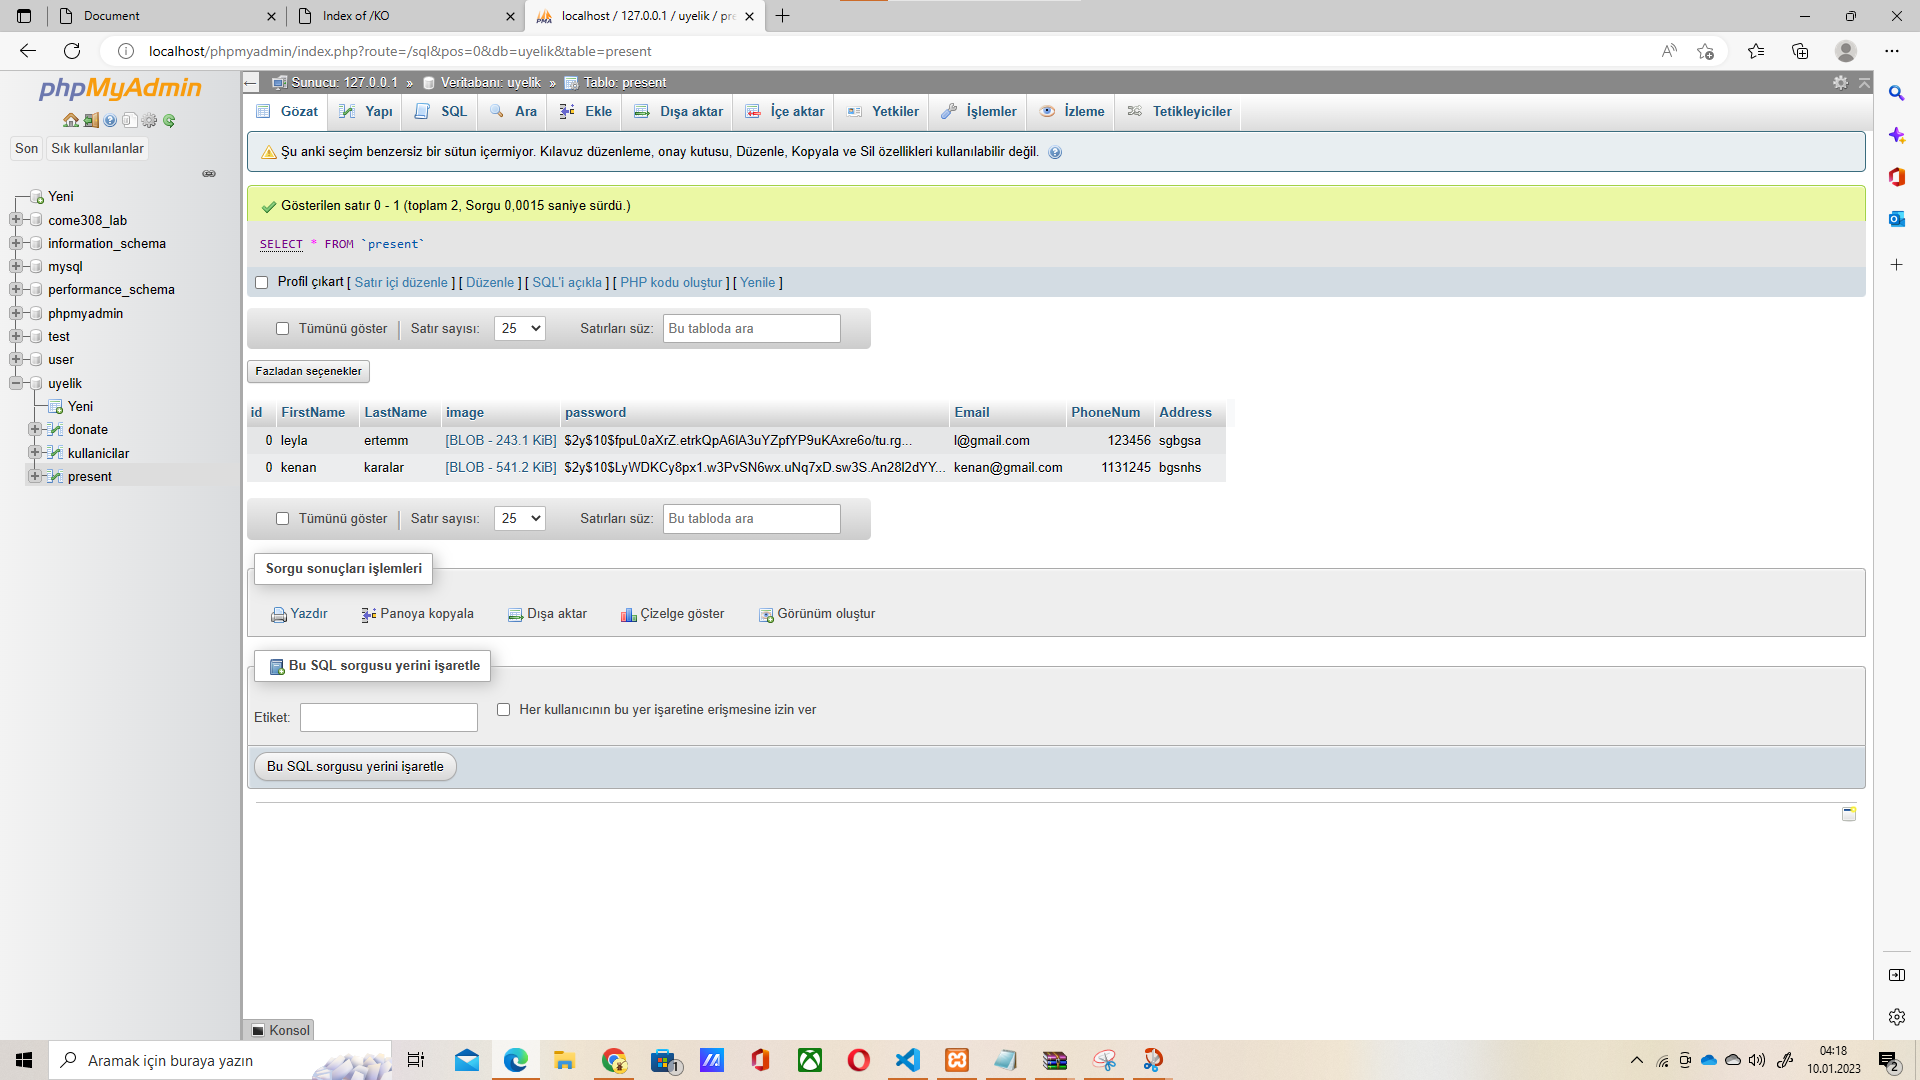 Document
Index of /KO
localhost / 127.0.0.1 / uyelik / pre
localhost/phpmyadmin/index.php?route=/sql&pos=0&db=uyelik&table=present
phpMyAdmin
Son Sık kullanılanlar
Yeni
come308_lab
information_schema
mysql
performance_schema
phpmyadmin
test
user
uyelik
Yeni
donate
kullanicilar
present
Sunucu: 127.0.0.1 » Veritabanı: uyelik » Tablo: present
Gözat Yapı SQL Ara Ekle Dışa aktar İçe aktar Yetkiler İşlemler İzleme Tetikleyiciler
Şu anki seçim benzersiz bir sütun içermiyor. Kılavuz düzenleme, onay kutusu, Düzenle, Kopyala ve Sil özellikleri kullanılabilir değil.
Gösterilen satır 0 - 1 (toplam 2, Sorgu 0,0015 saniye sürdü.)
SELECT * FROM `present`
Profil çıkart [ Satır içi düzenle ] [ Düzenle ] [ SQL'i açıkla ] [ PHP kodu oluştur ] [ Yenile ]
Tümünü göster Satır sayısı: 25 Satırları süz: Bu tabloda ara
Fazladan seçenekler
id FirstName LastName image password Email PhoneNum Address
0 leyla ertemm [BLOB - 243.1 KiB] $2y$10$fpuL0aXrZ.etrkQpA6lA3uYZpfYP9uKAxre6o/tu.rg... l@gmail.com 123456 sgbgsa
0 kenan karalar [BLOB - 541.2 KiB] $2y$10$LyWDKCy8px1.w3PvSN6wx.uNq7xD.sw3S.An28l2dYY... kenan@gmail.com 1131245 bgsnhs
Tümünü göster Satır sayısı: 25 Satırları süz: Bu tabloda ara
Sorgu sonuçları işlemleri
Yazdır Panoya kopyala Dışa aktar Çizelge göster Görünüm oluştur
Bu SQL sorgusu yerini işaretle
Etiket: Her kullanıcının bu yer işaretine erişmesine izin ver
Bu SQL sorgusu yerini işaretle
Konsol
Aramak için buraya yazın
1
04:18
10.01.2023
2